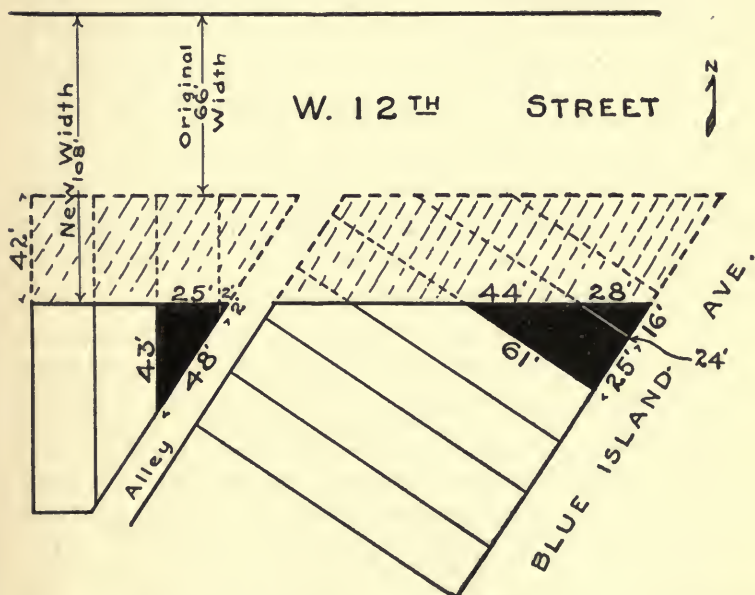 New Width
108'
Original
66'
Width
W. 12TH STREET
N
42'
25'
2'
2'
43'
48'
Alley
44'
28'
61'
25'
16'
24'
BLUE ISLAND AVE.